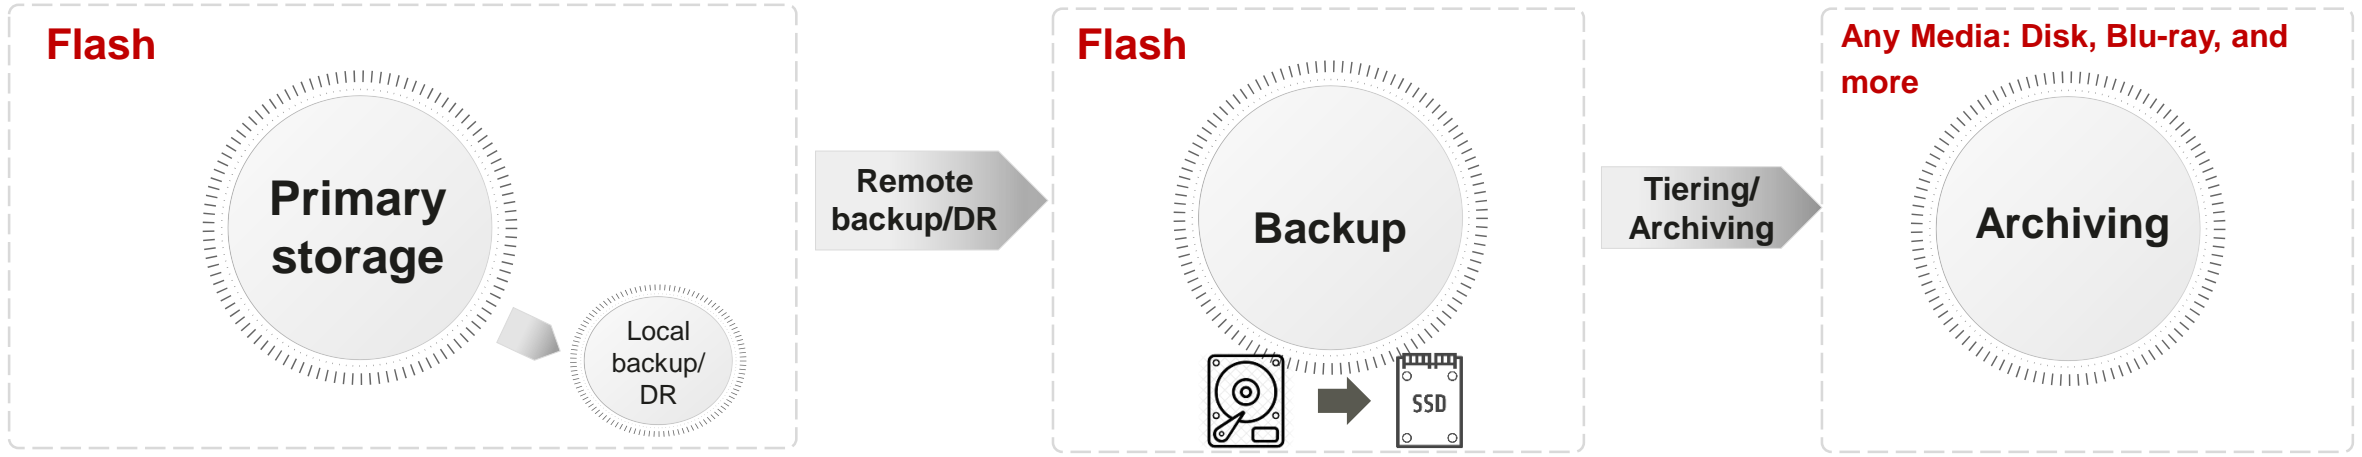 Flash
Primary
storage
Local
backup/
DR
Remote
backup/DR
Flash
Backup
SSD
Tiering/
Archiving
Any Media: Disk, Blu-ray, and
more
Archiving